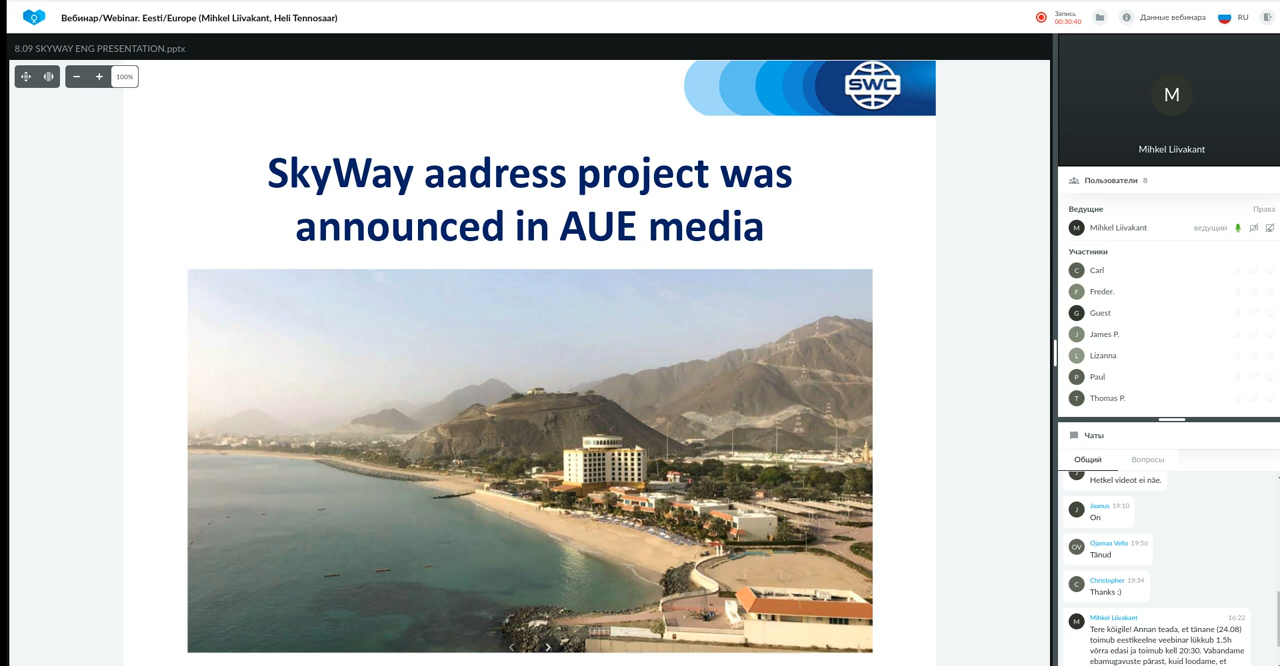 Вебинар/Webinar. Eesti/Europe (Mihkel Liivakant, Heli Tennosaar)
Запись
00:30:40
Данные вебинара
RU
8.09 SKYWAY ENG PRESENTATION.pptx
100%
SWC
SkyWay aadress project was
announced in AUE media
M
Mihkel Liivakant
Пользователи 8
Ведущие Права
M Mihkel Liivakant ведущий
Участники
C Carl
F Freder.
G Guest
J James P.
L Lizanna
P Paul
T Thomas P.
Чаты
Общий Вопросы
Hetkel videot ei näe.
J Jaanus 19:10
On
OV Ojamaa Vello 19:56
Tänud
C Christopher 19:34
Thanks :)
M Mihkel Liivakant 16:22
Tere kõigile! Annan teada, et tänane (24.08)
toimub eestikeelne veebinar lükkub 1.5h
võrra edasi ja toimub kell 20:30. Vabandame
ebamugavuste pärast, kuid loodame, et